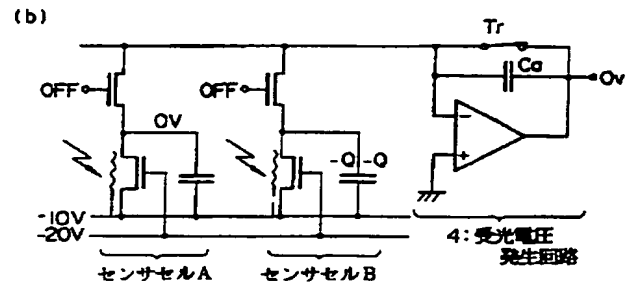 (b)
Tr
Ca
OFF
OFF
0V
0V
-Q -Q
-10V
-20V
センサセルA
センサセルB
4:受光電圧
発生回路